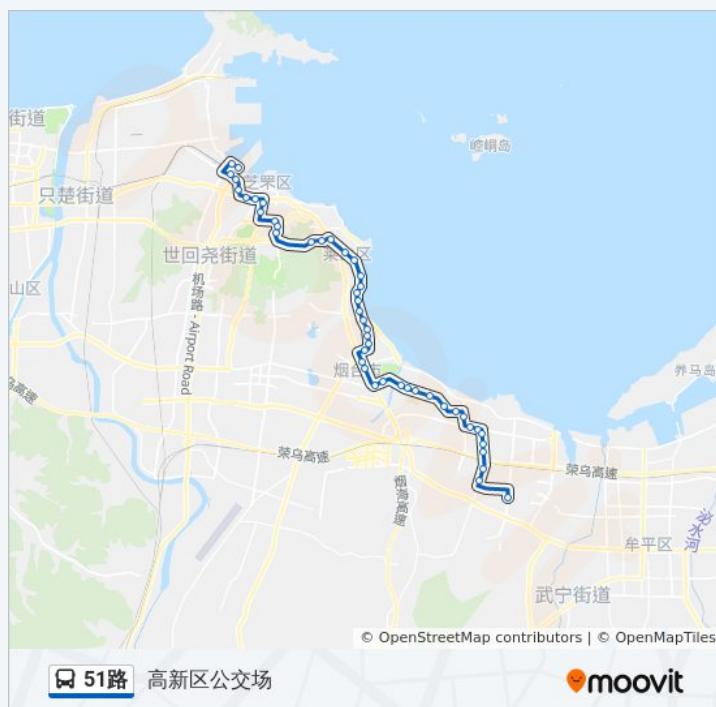 街道
崆峒岛
芝罘区
只楚街道
世回尧街道
莱山区
山区
机场路 - Airport Road
烟台市
养马岛
乌高速
荣乌高速
荣乌高速
烟海高速
沁水河
牟平区
武宁街道
© OpenStreetMap contributors | © OpenMapTiles
51路 高新区公交场
moovit